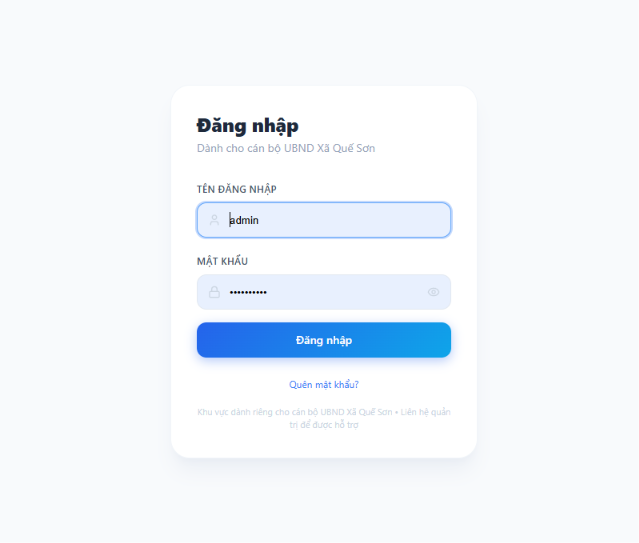 Đăng nhập
Dành cho cán bộ UBND Xã Quế Sơn
TÊN ĐĂNG NHẬP
admin
MẬT KHẨU
••••••••••
Đăng nhập
Quên mật khẩu?
Khu vực dành riêng cho cán bộ UBND Xã Quế Sơn • Liên hệ quản
trị để được hỗ trợ